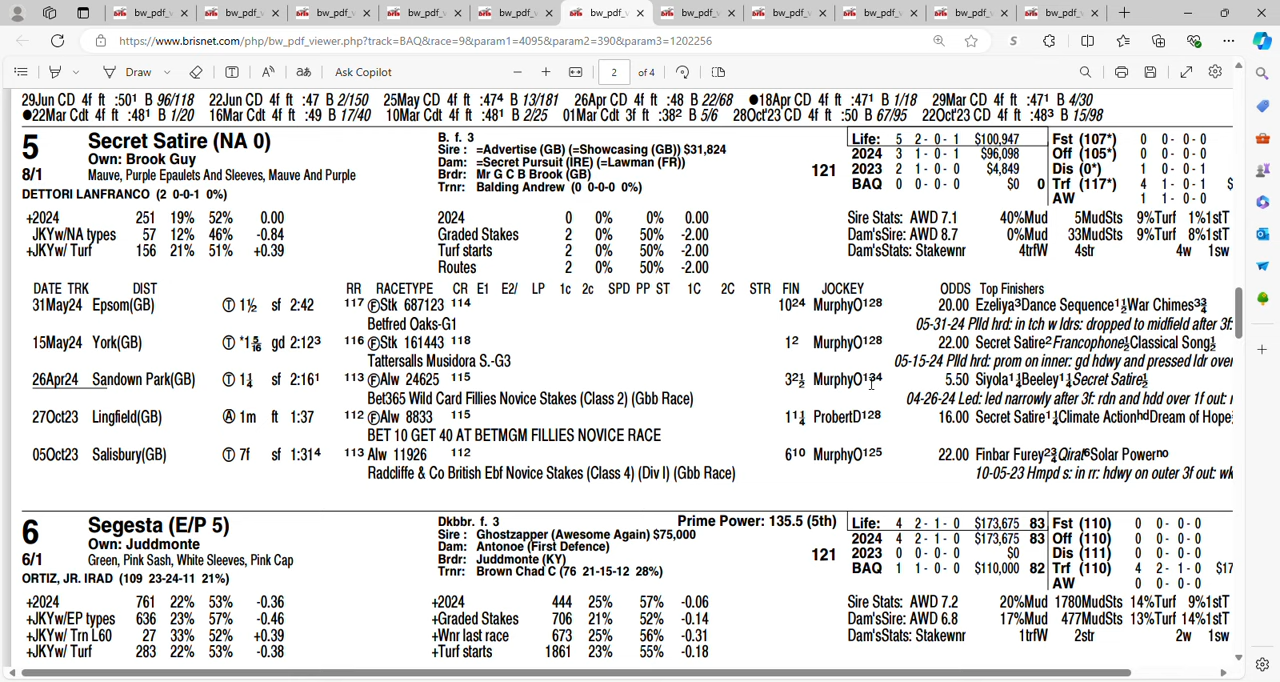 bw_pdf_v bw_pdf_v bw_pdf_v bw_pdf_v bw_pdf_v bw_pdf_v bw_pdf_v bw_pdf_v bw_pdf_v bw_pdf_v bw_pdf_v
https://www.brisnet.com/php/bw_pdf_viewer.php?track=BAQ&race=9&param1=4095&param2=390&param3=1202256
Draw Ask Copilot 2 of 4
29Jun CD 4f ft :50¹ B 96/118 22Jun CD 4f ft :47 B 2/150 25May CD 4f ft :47⁴ B 13/181 26Apr CD 4f ft :48 B 22/68 ●18Apr CD 4f ft :47¹ B 1/18 29Mar CD 4f ft :47¹ B 4/30
●22Mar Cdt 4f ft :48¹ B 1/20 16Mar Cdt 4f ft :49 B 17/40 10Mar Cdt 4f ft :48¹ B 2/25 01Mar Cdt 3f ft :38² B 5/6 28Oct'23 CD 4f ft :50 B 67/95 22Oct'23 CD 4f ft :48³ B 15/98
5 Secret Satire (NA 0)
Own: Brook Guy
8/1 Mauve, Purple Epaulets And Sleeves, Mauve And Purple
DETTORI LANFRANCO (2 0-0-1 0%)
B. f. 3
Sire : =Advertise (GB) (=Showcasing (GB)) $31,824
Dam: =Secret Pursuit (IRE) (=Lawman (FR))
Brdr: Mr G C B Brook (GB)
Trnr: Balding Andrew (0 0-0-0 0%)
121
Life: 5 2- 0- 1 $100,947 Fst (107*) 0 0- 0- 0
2024 3 1- 0- 1 $96,098 Off (105*) 0 0- 0- 0
2023 2 1- 0- 0 $4,849 Dis (0*) 1 0- 0- 1
BAQ 0 0- 0- 0 $0 0 Trf (117*) 4 1- 0- 1 $
AW 1 1- 0- 0
+2024 251 19% 52% 0.00 2024 0 0% 0% 0.00 Sire Stats: AWD 7.1 40%Mud 5MudSts 9%Turf 1%1stT
JKYw/NA types 57 12% 46% -0.84 Graded Stakes 2 0% 50% -2.00 Dam'sSire: AWD 8.7 0%Mud 33MudSts 9%Turf 8%1stT
+JKYw/ Turf 156 21% 51% +0.39 Turf starts 2 0% 50% -2.00 Dam'sStats: Stakewnr 4trfW 4str 4w 1sw
Routes 2 0% 50% -2.00
DATE TRK DIST RR RACETYPE CR E1 E2/ LP 1c 2c SPD PP ST 1C 2C STR FIN JOCKEY ODDS Top Finishers
31May24 Epsom(GB) Ⓣ 1½ sf 2:42 117 ⒻStk 687123 114 10²⁴ MurphyO¹²⁸ 20.00 Ezeliya³Dance Sequence¹½War Chimes³¾
Betfred Oaks-G1 05-31-24 Plld hrd: in tch w ldrs: dropped to midfield after 3f:
15May24 York(GB) Ⓣ *1 5/16 gd 2:12³ 116 ⒻStk 161443 118 1² MurphyO¹²⁸ 22.00 Secret Satire²Francophone½Classical Song½
Tattersalls Musidora S.-G3 05-15-24 Plld hrd: prom on inner: gd hdwy and pressed ldr over
26Apr24 Sandown Park(GB) Ⓣ 1¼ sf 2:16¹ 113 ⒻAlw 24625 115 3²½ MurphyO¹³⁴ 5.50 Siyola¹¼Beeley¹¼Secret Satire½
Bet365 Wild Card Fillies Novice Stakes (Class 2) (Gbb Race) 04-26-24 Led: led narrowly after 3f: rdn and hdd over 1f out:
27Oct23 Lingfield(GB) Ⓐ 1m ft 1:37 112 ⒻAlw 8833 115 1¹¼ ProbertD¹²⁸ 16.00 Secret Satire¹¼Climate ActionʰᵈDream of Hope
BET 10 GET 40 AT BETMGM FILLIES NOVICE RACE
05Oct23 Salisbury(GB) Ⓣ 7f sf 1:31⁴ 113 Alw 11926 112 6¹⁰ MurphyO¹²⁵ 22.00 Finbar Furey²¾Qirat⁶Solar Powerⁿᵒ
Radcliffe & Co British Ebf Novice Stakes (Class 4) (Div I) (Gbb Race) 10-05-23 Hmpd s: in rr: hdwy on outer 3f out: wk
6 Segesta (E/P 5)
Own: Juddmonte
6/1 Green, Pink Sash, White Sleeves, Pink Cap
ORTIZ, JR. IRAD (109 23-24-11 21%)
Dkbbr. f. 3 Prime Power: 135.5 (5th)
Sire : Ghostzapper (Awesome Again) $75,000
Dam: Antonoe (First Defence)
Brdr: Juddmonte (KY)
Trnr: Brown Chad C (76 21-15-12 28%)
121
Life: 4 2- 1- 0 $173,675 83 Fst (110) 0 0- 0- 0
2024 4 2- 1- 0 $173,675 83 Off (110) 0 0- 0- 0
2023 0 0- 0- 0 $0 Dis (111) 0 0- 0- 0
BAQ 1 1- 0- 0 $110,000 82 Trf (110) 4 2- 1- 0 $17
AW 0 0- 0- 0
+2024 761 22% 53% -0.36 +2024 444 25% 57% -0.06 Sire Stats: AWD 7.2 20%Mud 1780MudSts 14%Turf 9%1stT
+JKYw/EP types 636 23% 57% -0.46 +Graded Stakes 706 21% 52% -0.14 Dam'sSire: AWD 6.8 17%Mud 477MudSts 13%Turf 14%1stT
+JKYw/ Trn L60 27 33% 52% +0.39 +Wnr last race 673 25% 56% -0.31 Dam'sStats: Stakewnr 1trfW 2str 2w 1sw
+JKYw/ Turf 283 22% 53% -0.38 +Turf starts 1861 23% 55% -0.18